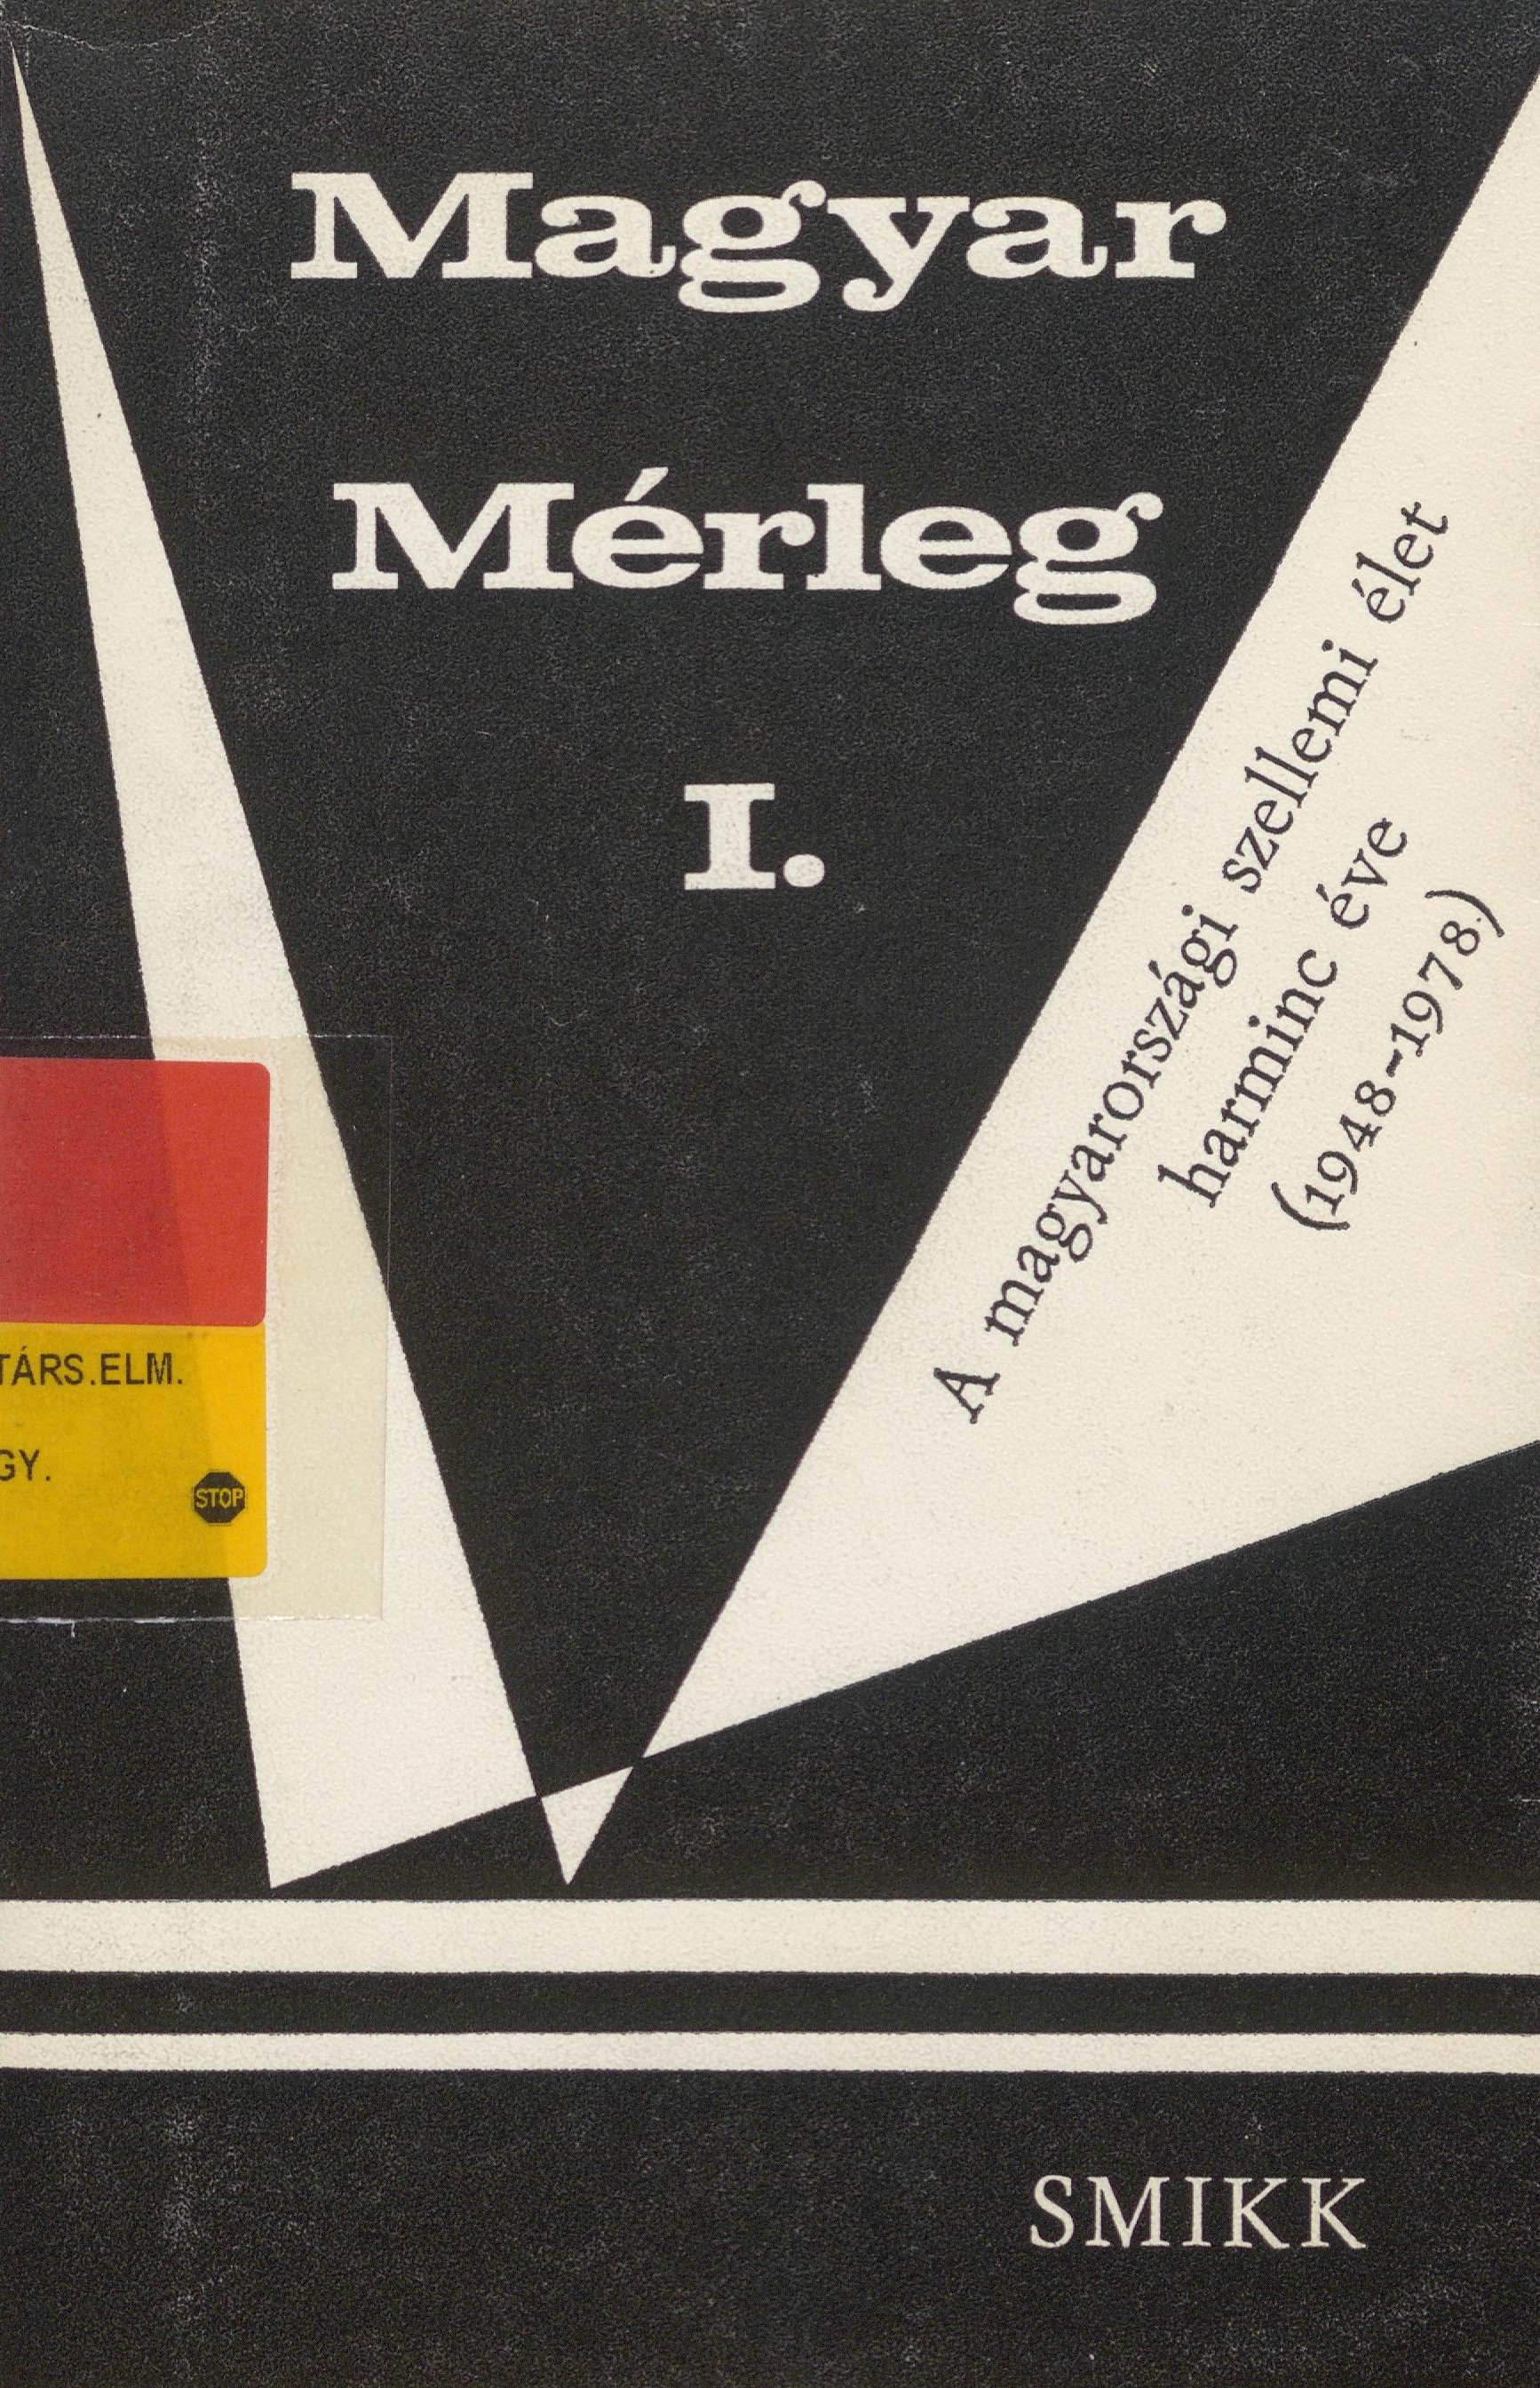 Magyar
Mérleg
I.
A magyarországi szellemi élet
harminc éve
(1948-1978)
TÁRS.ELM.
GY.
STOP
SMIKK